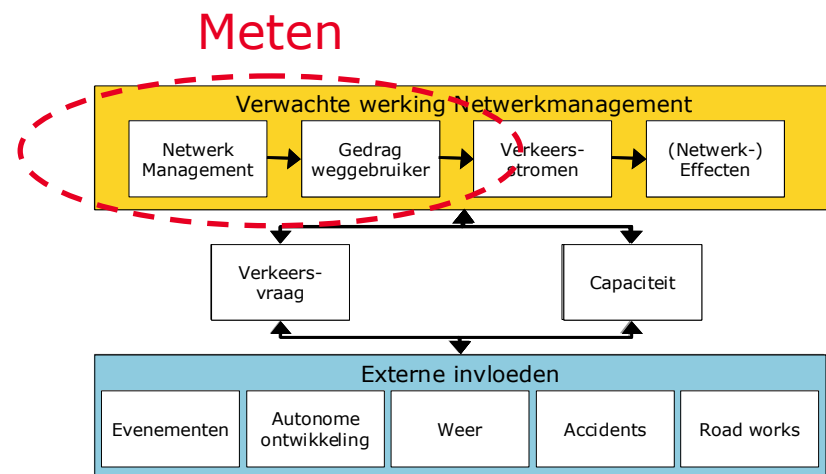 Meten
Verwachte werking Netwerkmanagement
Netwerk
Management
Gedrag
weggebruiker
Verkeers-
stromen
(Netwerk-)
Effecten
Verkeers-
vraag
Capaciteit
Externe invloeden
Evenementen
Autonome
ontwikkeling
Weer
Accidents
Road works